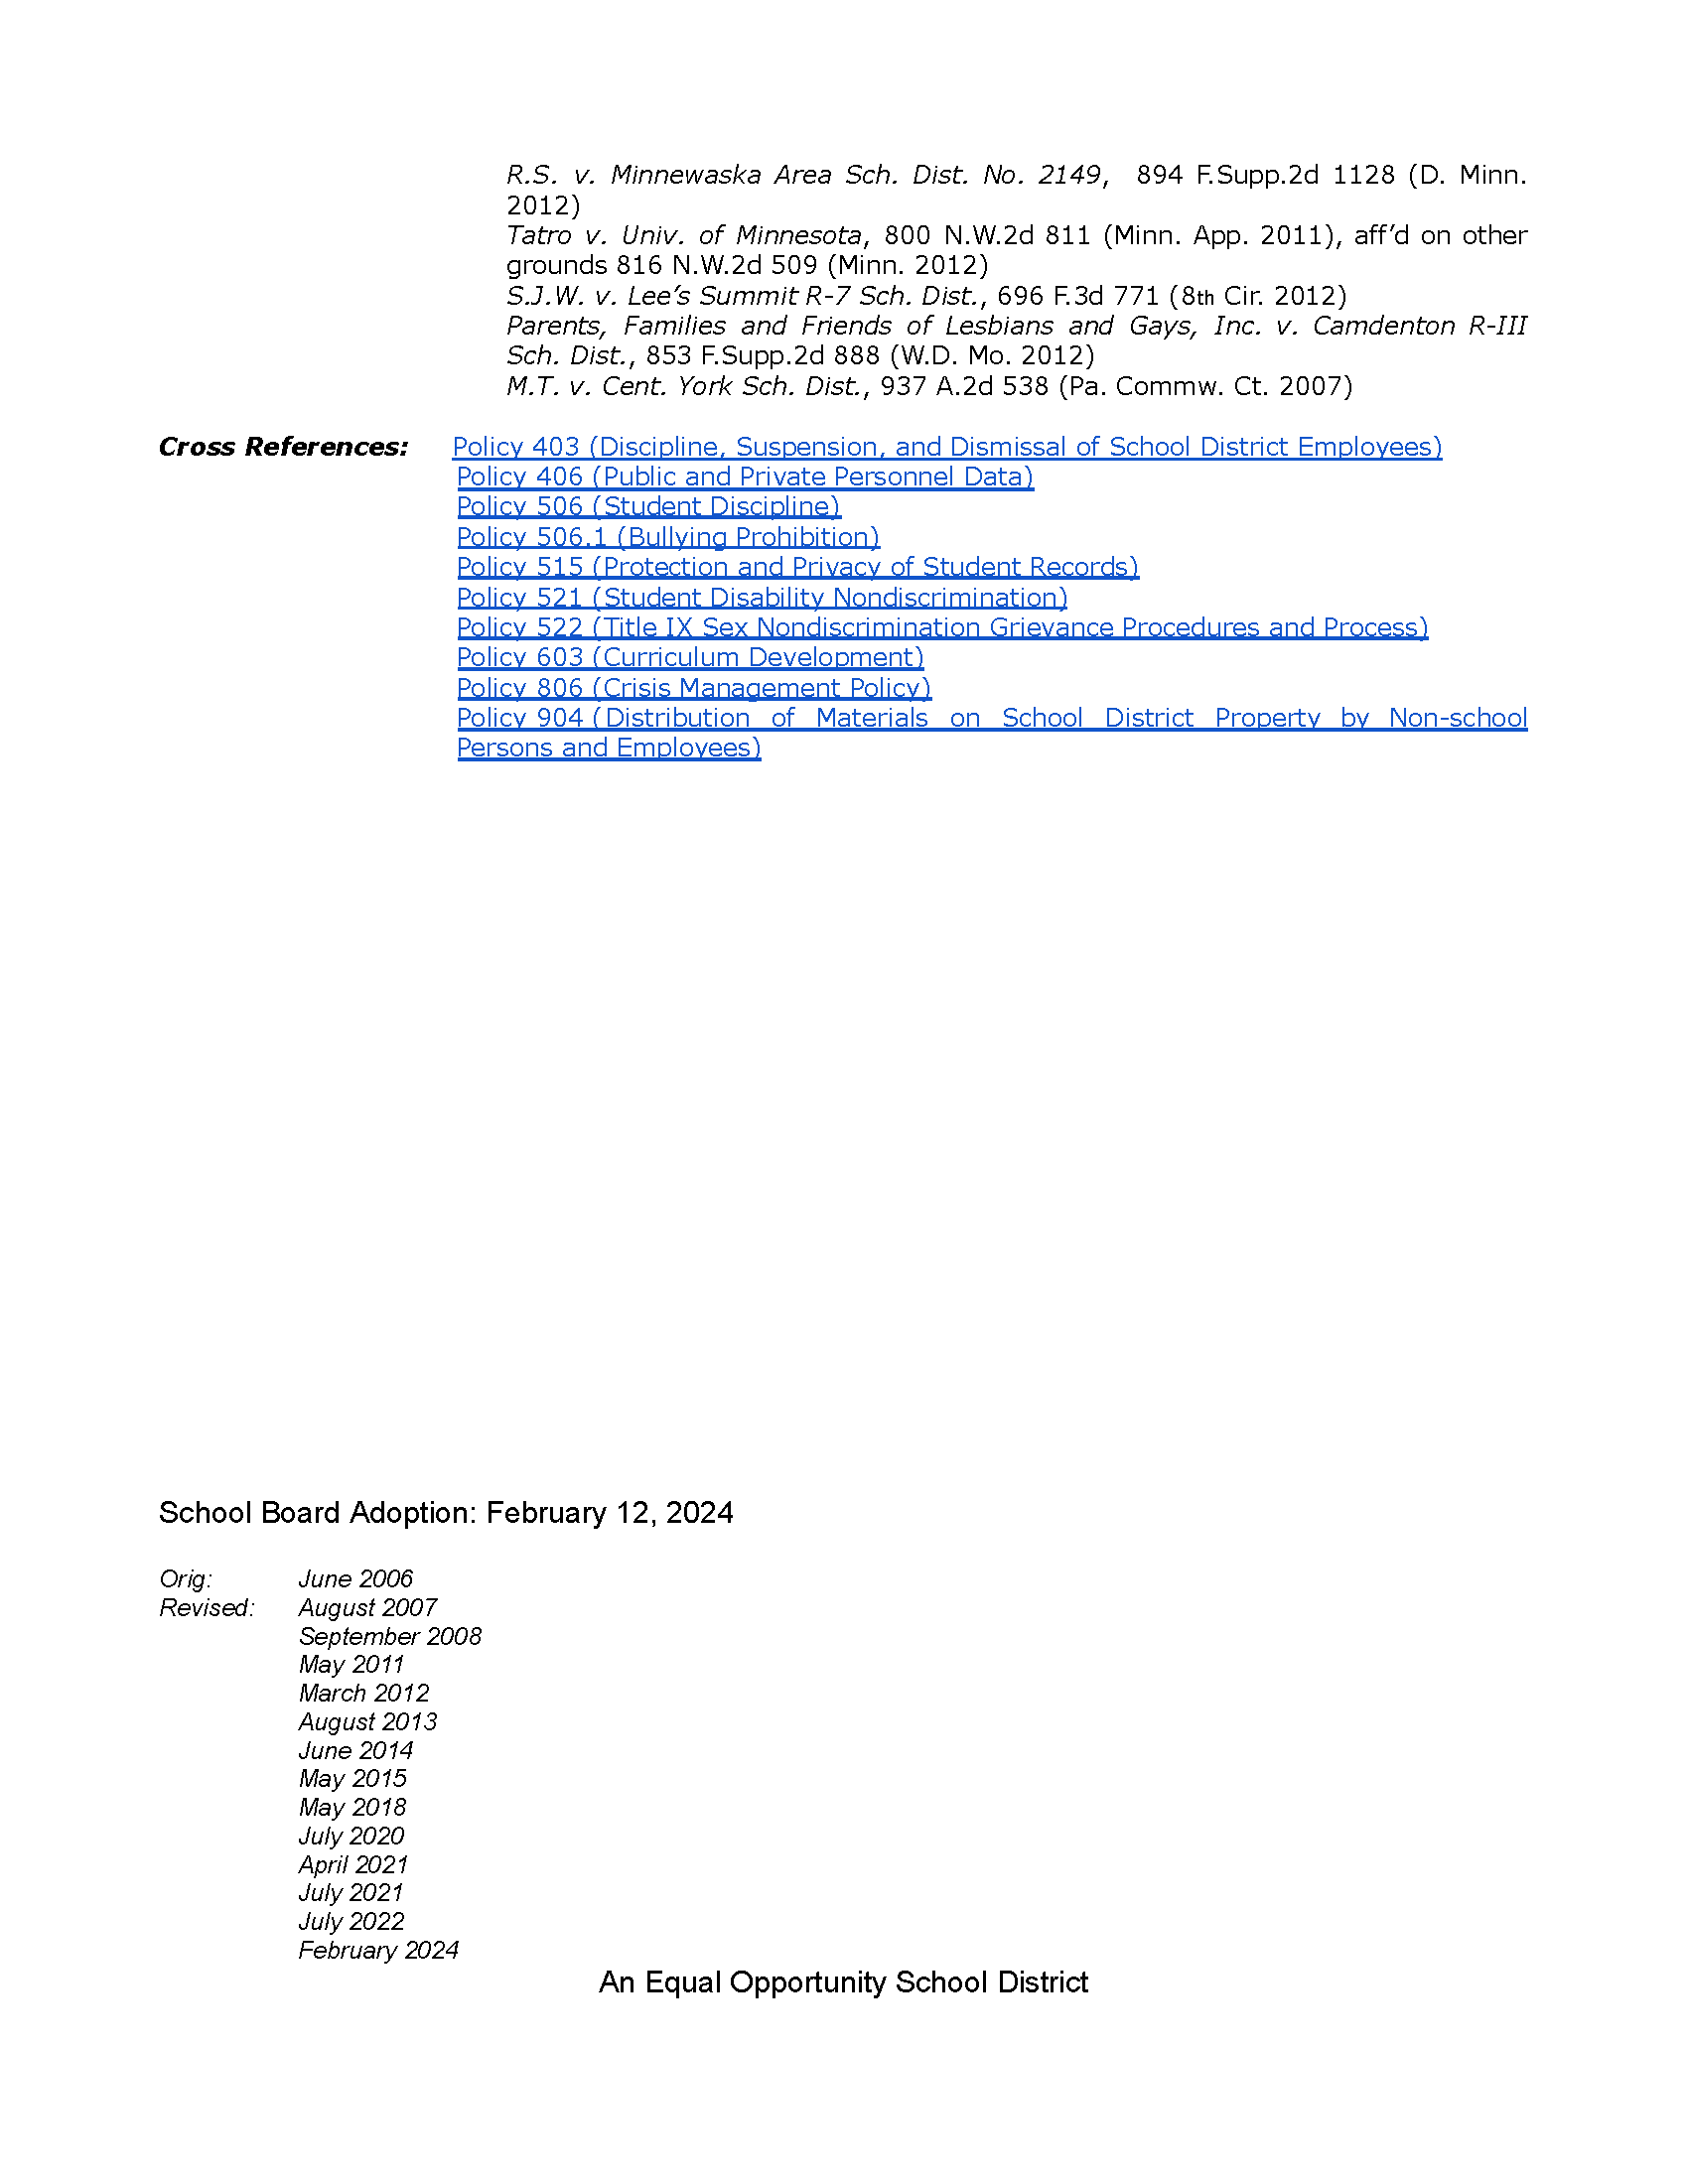 R.S. v. Minnewaska Area Sch. Dist. No. 2149, 894 F.Supp.2d 1128 (D. Minn.
2012)
Tatro v. Univ. of Minnesota, 800 N.W.2d 811 (Minn. App. 2011), aff’d on other
grounds 816 N.W.2d 509 (Minn. 2012)
S.J.W. v. Lee’s Summit R-7 Sch. Dist., 696 F.3d 771 (8th Cir. 2012)
Parents, Families and Friends of Lesbians and Gays, Inc. v. Camdenton R-III
Sch. Dist., 853 F.Supp.2d 888 (W.D. Mo. 2012)
M.T. v. Cent. York Sch. Dist., 937 A.2d 538 (Pa. Commw. Ct. 2007)
Cross References: Policy 403 (Discipline, Suspension, and Dismissal of School District Employees)
Policy 406 (Public and Private Personnel Data)
Policy 506 (Student Discipline)
Policy 506.1 (Bullying Prohibition)
Policy 515 (Protection and Privacy of Student Records)
Policy 521 (Student Disability Nondiscrimination)
Policy 522 (Title IX Sex Nondiscrimination Grievance Procedures and Process)
Policy 603 (Curriculum Development)
Policy 806 (Crisis Management Policy)
Policy 904 (Distribution of Materials on School District Property by Non-school
Persons and Employees)
School Board Adoption: February 12, 2024
Orig: June 2006
Revised: August 2007
September 2008
May 2011
March 2012
August 2013
June 2014
May 2015
May 2018
July 2020
April 2021
July 2021
July 2022
February 2024
An Equal Opportunity School District